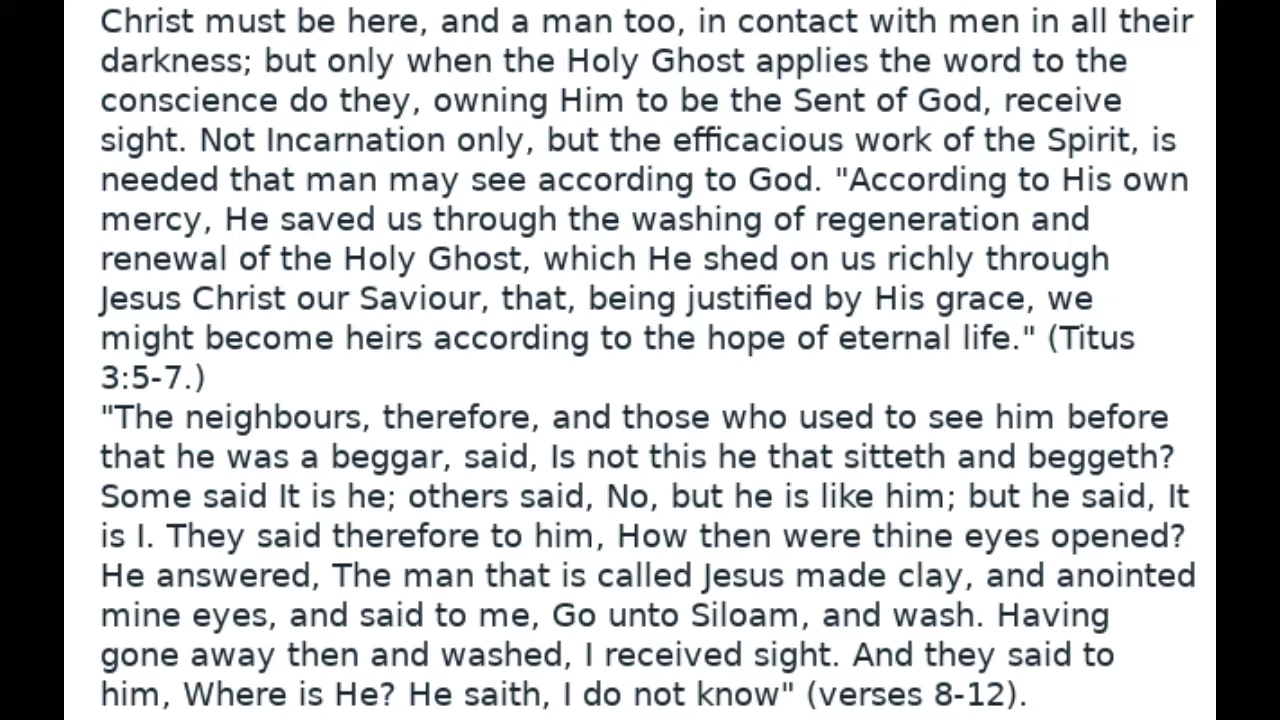 Christ must be here, and a man too, in contact with men in all their
darkness; but only when the Holy Ghost applies the word to the
conscience do they, owning Him to be the Sent of God, receive
sight. Not Incarnation only, but the efficacious work of the Spirit, is
needed that man may see according to God. "According to His own
mercy, He saved us through the washing of regeneration and
renewal of the Holy Ghost, which He shed on us richly through
Jesus Christ our Saviour, that, being justified by His grace, we
might become heirs according to the hope of eternal life." (Titus
3:5-7.)
"The neighbours, therefore, and those who used to see him before
that he was a beggar, said, Is not this he that sitteth and beggeth?
Some said It is he; others said, No, but he is like him; but he said, It
is I. They said therefore to him, How then were thine eyes opened?
He answered, The man that is called Jesus made clay, and anointed
mine eyes, and said to me, Go unto Siloam, and wash. Having
gone away then and washed, I received sight. And they said to
him, Where is He? He saith, I do not know" (verses 8-12).